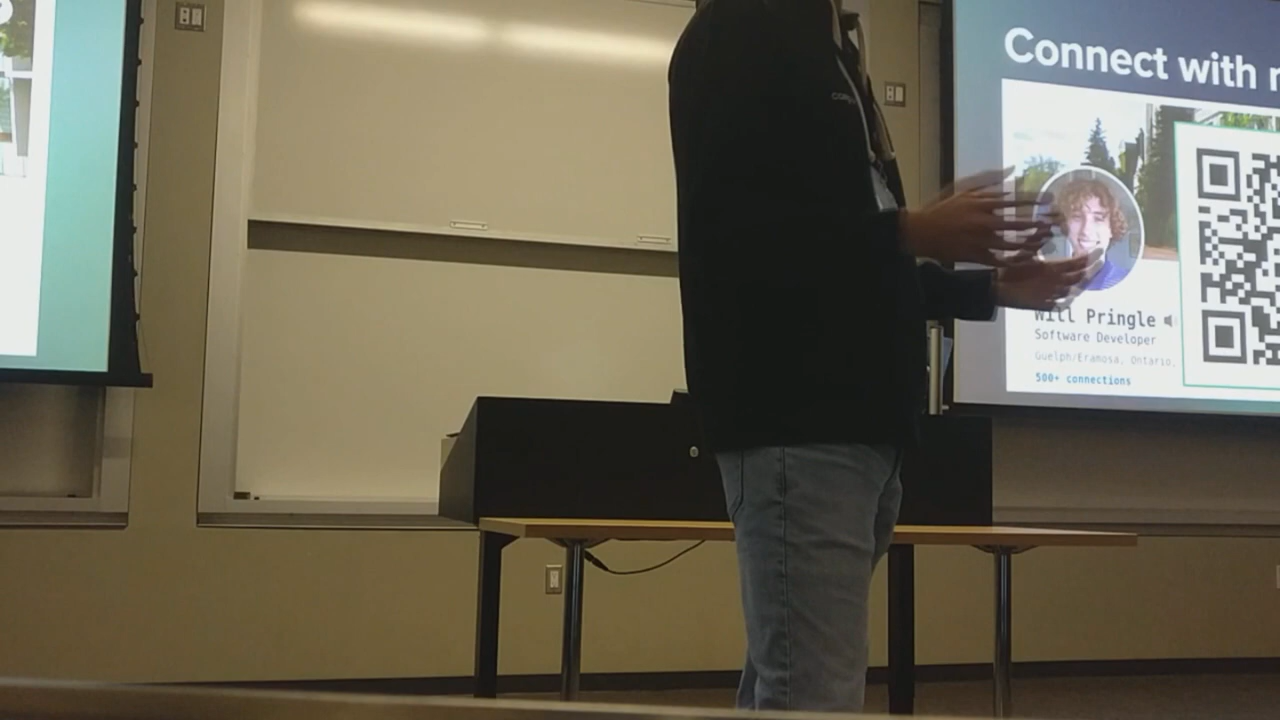 Connect with
Will Pringle
Software Developer
Guelph/Eramosa, Ontario,
500+ connections